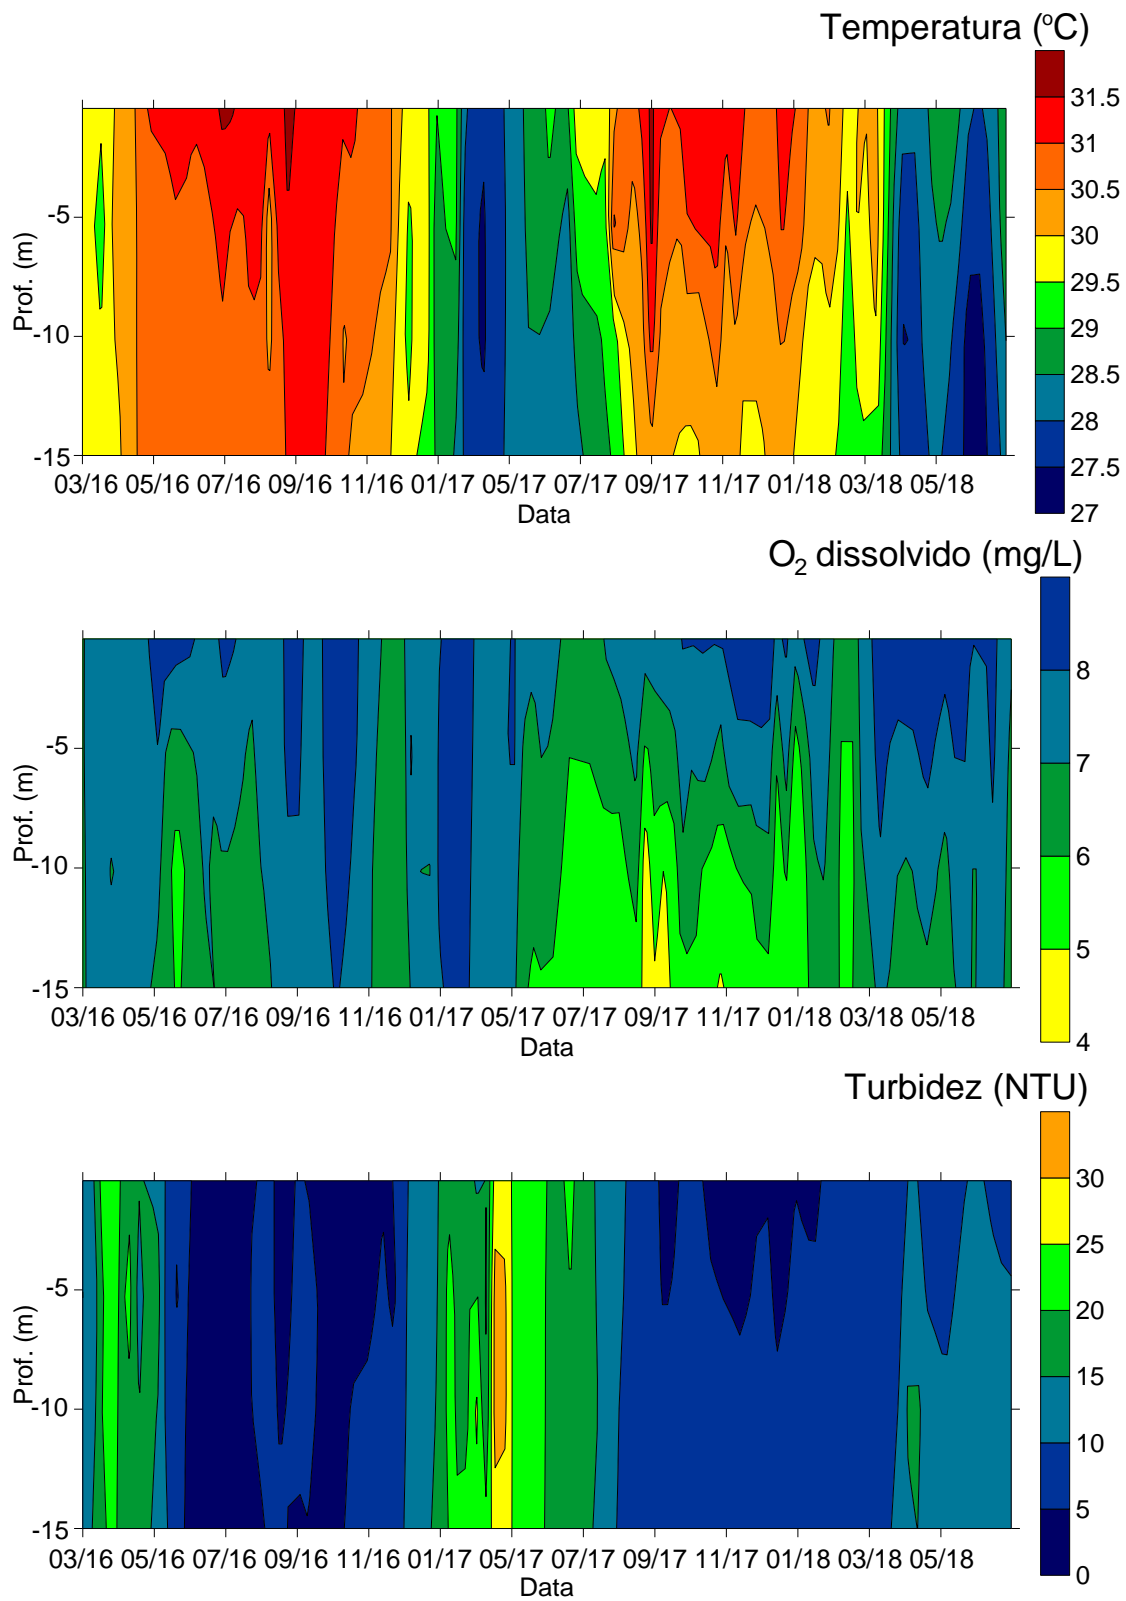 Temperatura (ºC)
31.5
31
30.5
30
29.5
29
28.5
28
27.5
27
-5
-10
-15
Prof. (m)
03/16 05/16 07/16 09/16 11/16 01/17 05/17 07/17 09/17 11/17 01/18 03/18 05/18
Data
O2 dissolvido (mg/L)
8
7
6
5
4
-5
-10
-15
Prof. (m)
03/16 05/16 07/16 09/16 11/16 01/17 05/17 07/17 09/17 11/17 01/18 03/18 05/18
Data
Turbidez (NTU)
30
25
20
15
10
5
0
-5
-10
-15
Prof. (m)
03/16 05/16 07/16 09/16 11/16 01/17 05/17 07/17 09/17 11/17 01/18 03/18 05/18
Data